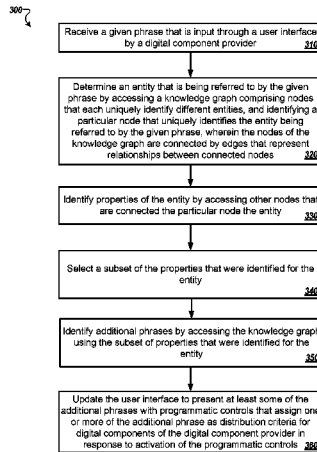 300
Receive a given phrase that is input through a user interface
by a digital component provider
310
Determine an entity that is being referred to by the given
phrase by accessing a knowledge graph comprising nodes
that each uniquely identify different entities, and identifying a
particular node that uniquely identifies the entity being
referred to by the given phrase, wherein the nodes of the
knowledge graph are connected by edges that represent
relationships between connected nodes
320
Identify properties of the entity by accessing other nodes that
are connected the particular node the entity
330
Select a subset of the properties that were identified for the
entity
340
Identify additional phrases by accessing the knowledge graph
using the subset of properties that were identified for the
entity
350
Update the user interface to present at least some of the
additional phrases with programmatic controls that assign one
or more of the additional phrase as distribution criteria for
digital components of the digital component provider in
response to activation of the programmatic controls
360